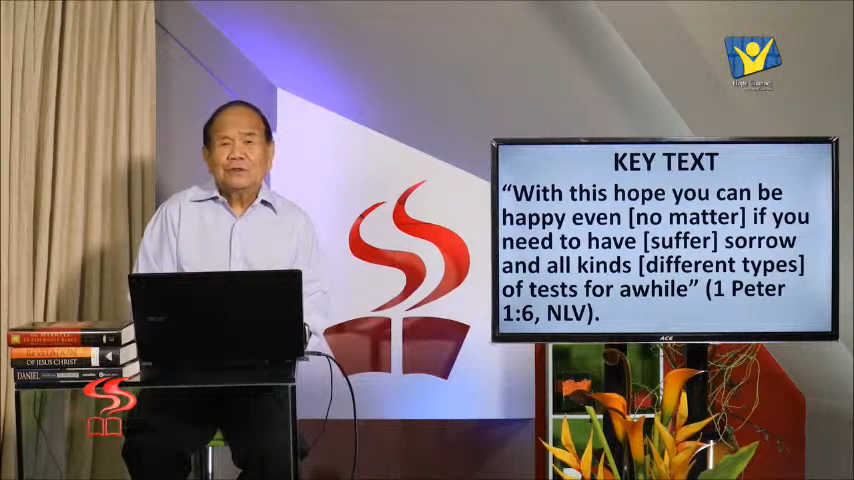 Hope Channel
KEY TEXT
“With this hope you can be
happy even [no matter] if you
need to have [suffer] sorrow
and all kinds [different types]
of tests for awhile” (1 Peter
1:6, NLV).
ACE
LEADERSHIP BIBLE
REVELATION
OF JESUS CHRIST
DANIEL